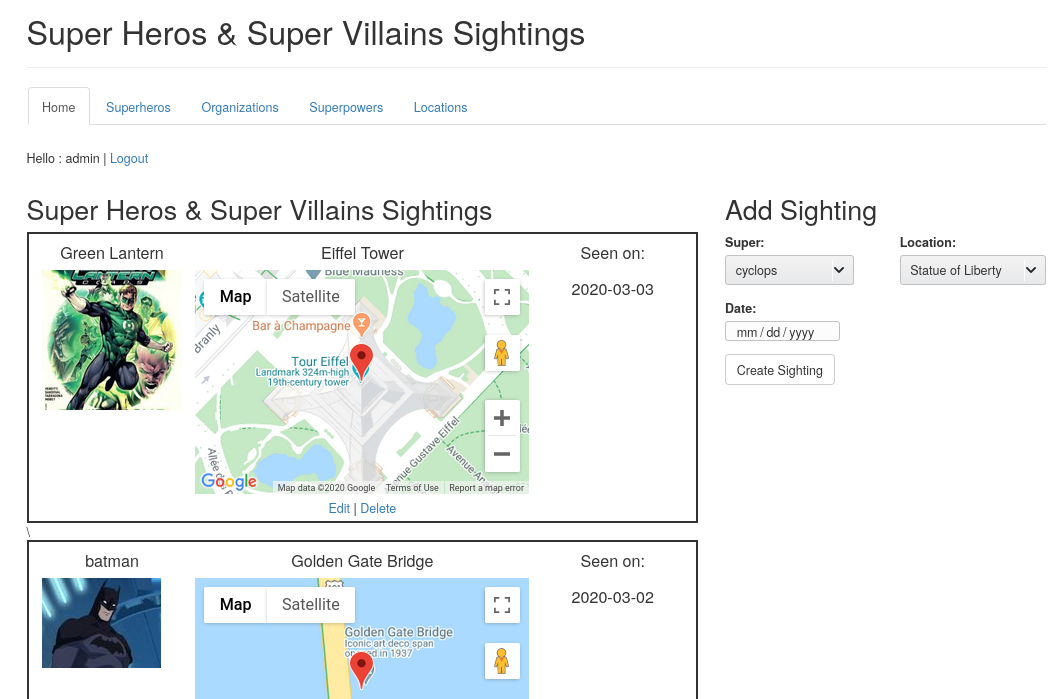 Super Heros & Super Villains Sightings
Home Superheros Organizations Superpowers Locations
Hello : admin | Logout
Super Heros & Super Villains Sightings
Green Lantern Eiffel Tower Seen on:
LANTERN
2020-03-03
Blue Madness
Map Satellite
Bar à Champagne
Branly
Tour Eiffel
Landmark 324m-high
19th-century tower
Avenue Gustave Eiffel
Allée
Google
Map data ©2020 Google Terms of Use Report a map error
Edit | Delete
\
batman Golden Gate Bridge Seen on:
2020-03-02
Map Satellite
Golden Gate Bridge
Iconic art deco span
opened in 1937
Add Sighting
Super: Location:
cyclops Statue of Liberty
Date:
mm / dd / yyyy
Create Sighting